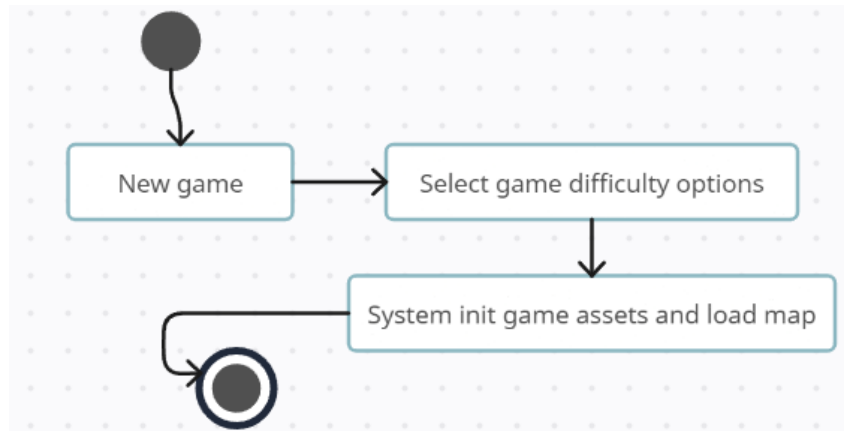 New game
Select game difficulty options
System init game assets and load map